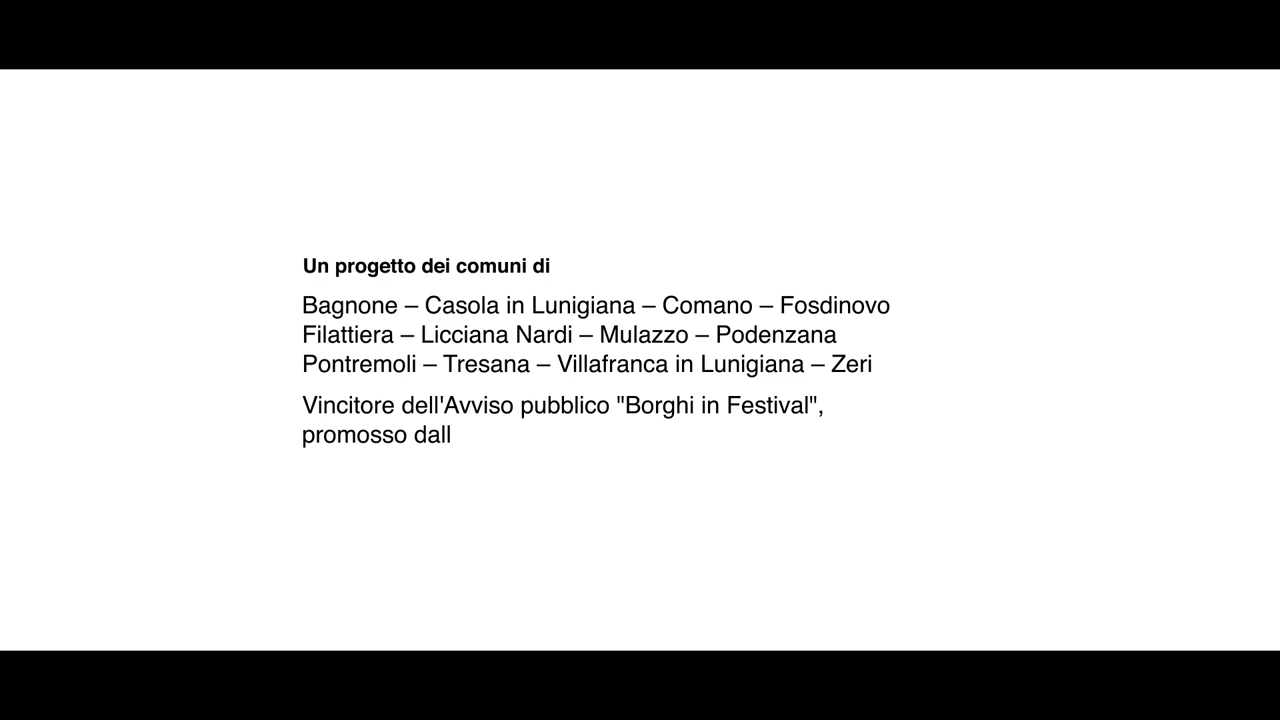 Un progetto dei comuni di
Bagnone – Casola in Lunigiana – Comano – Fosdinovo
Filattiera – Licciana Nardi – Mulazzo – Podenzana
Pontremoli – Tresana – Villafranca in Lunigiana – Zeri
Vincitore dell'Avviso pubblico "Borghi in Festival",
promosso dall